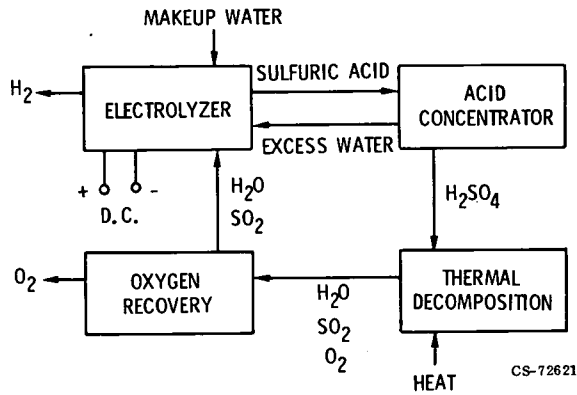 MAKEUP WATER
H₂
ELECTROLYZER
SULFURIC ACID
ACID
CONCENTRATOR
EXCESS WATER
+ -
D.C.
H₂O
SO₂
H₂SO₄
O₂
OXYGEN
RECOVERY
H₂O
SO₂
O₂
THERMAL
DECOMPOSITION
HEAT
CS-72621